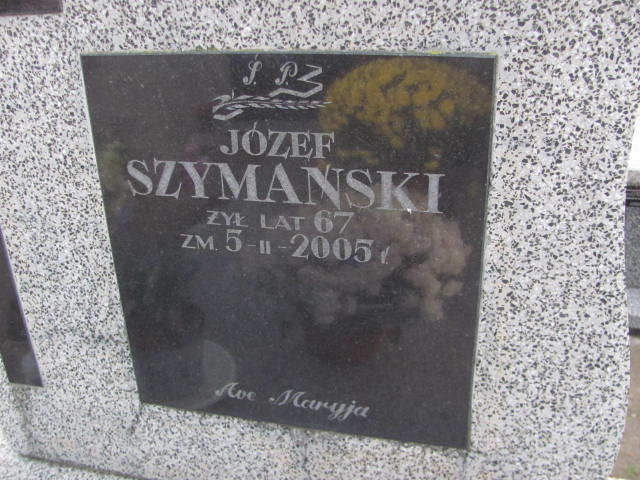 Ś P
JÓZEF
SZYMAŃSKI
ŻYŁ LAT 67
ZM. 5-II-2005 r.
Ave Maryja